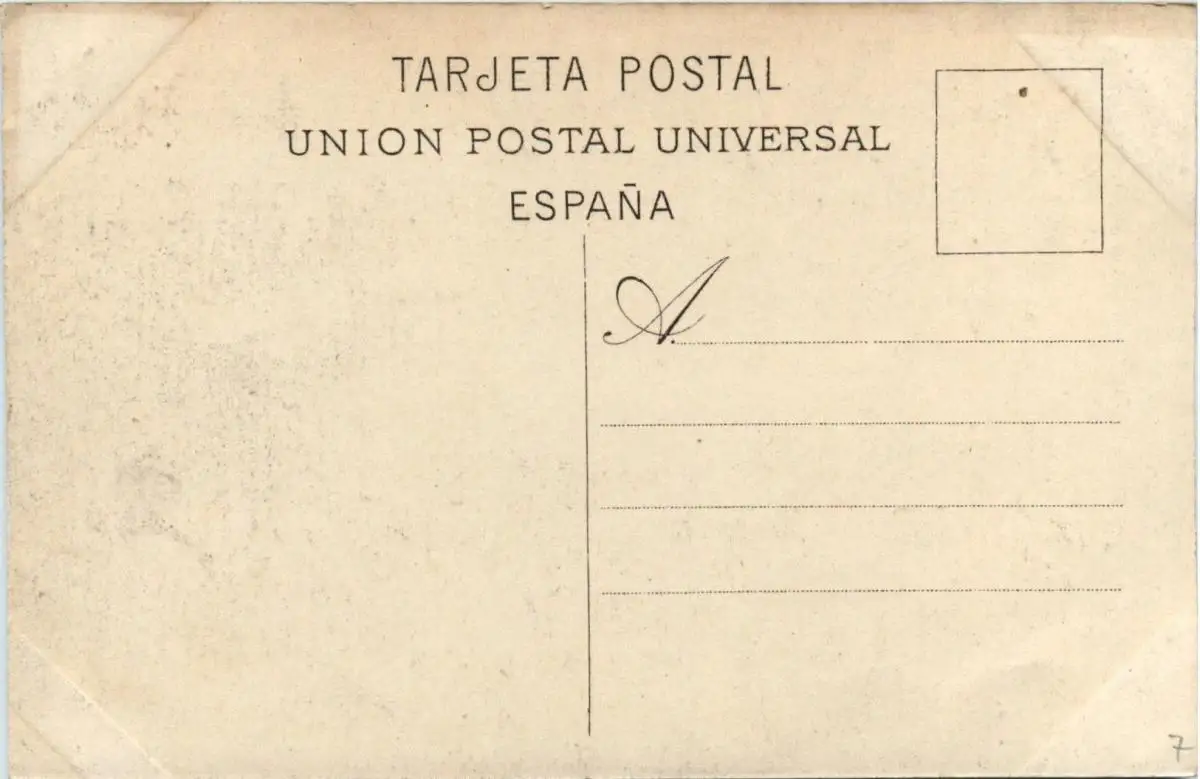 TARJETA POSTAL
UNION POSTAL UNIVERSAL
ESPAÑA
A.
7